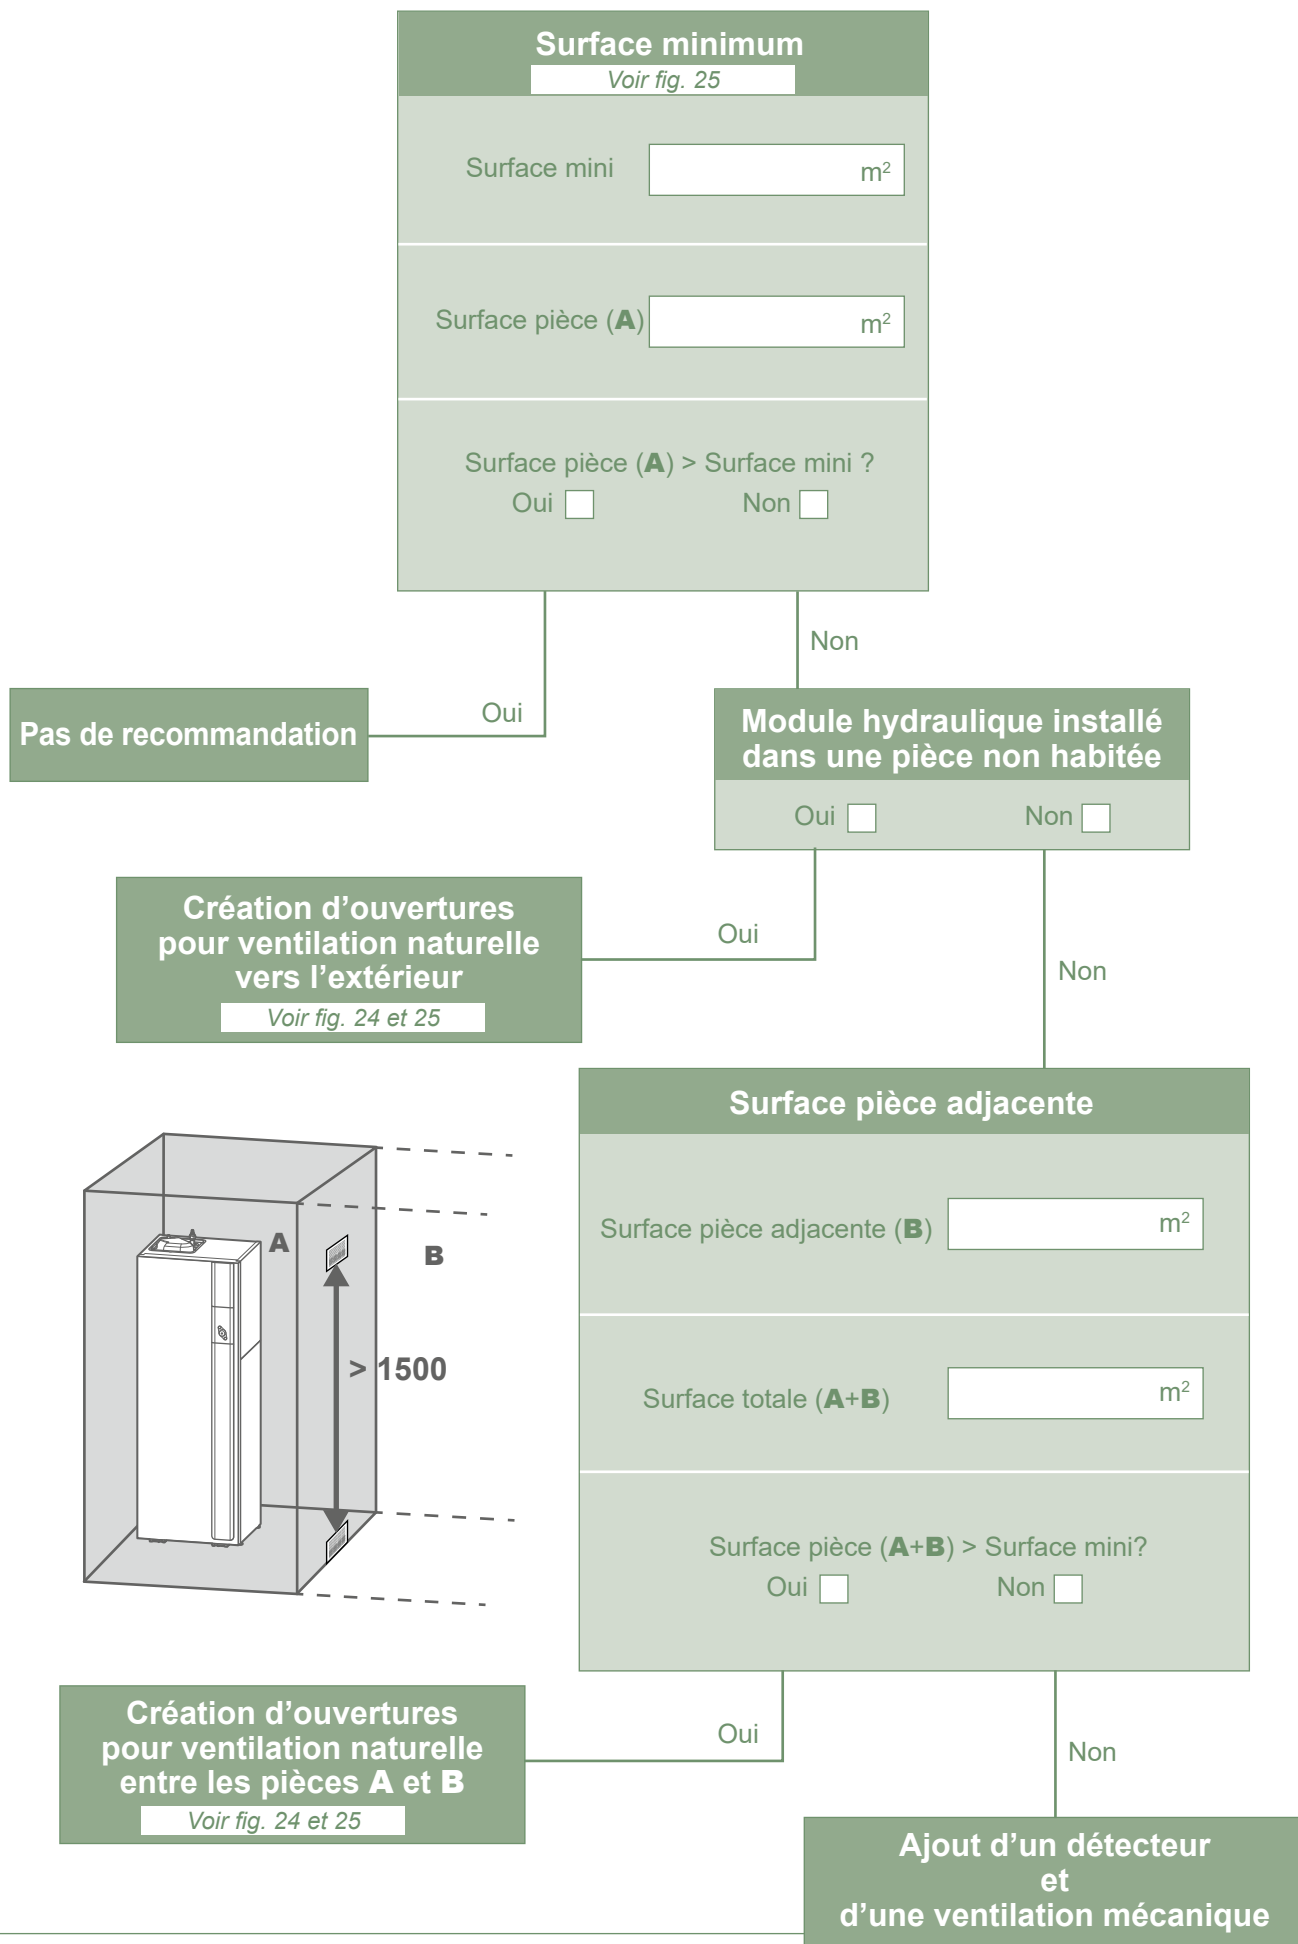 Surface minimum
Voir fig. 25
Surface mini
m²
Surface pièce (A)
m²
Surface pièce (A) > Surface mini ?
Oui
Non
Non
Oui
Pas de recommandation
Module hydraulique installé
dans une pièce non habitée
Oui
Non
Création d’ouvertures
pour ventilation naturelle
vers l’extérieur
Voir fig. 24 et 25
Oui
Non
Surface pièce adjacente
Surface pièce adjacente (B)
m²
Surface totale (A+B)
m²
Surface pièce (A+B) > Surface mini?
Oui
Non
A
B
> 1500
Création d’ouvertures
pour ventilation naturelle
entre les pièces A et B
Voir fig. 24 et 25
Oui
Non
Ajout d’un détecteur
et
d’une ventilation mécanique